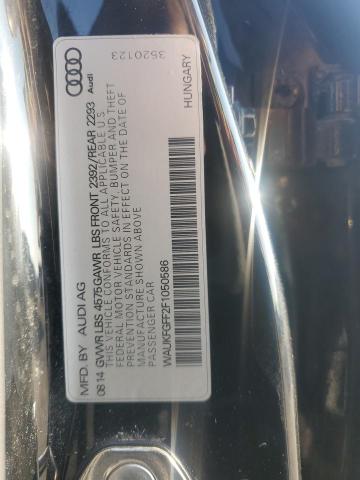 MFD. BY AUDI AG
08 14 GVWR LBS 4575 GAWR LBS FRONT 2392/REAR 2293
THIS VEHICLE CONFORMS TO ALL APPLICABLE U S
FEDERAL MOTOR VEHICLE SAFETY, BUMPER AND THEFT
PREVENTION STANDARDS IN EFFECT ON THE DATE OF
MANUFACTURE SHOWN ABOVE
PASSENGER CAR
WAUKFGFF2F1050586
HUNGARY
Audi
3520123